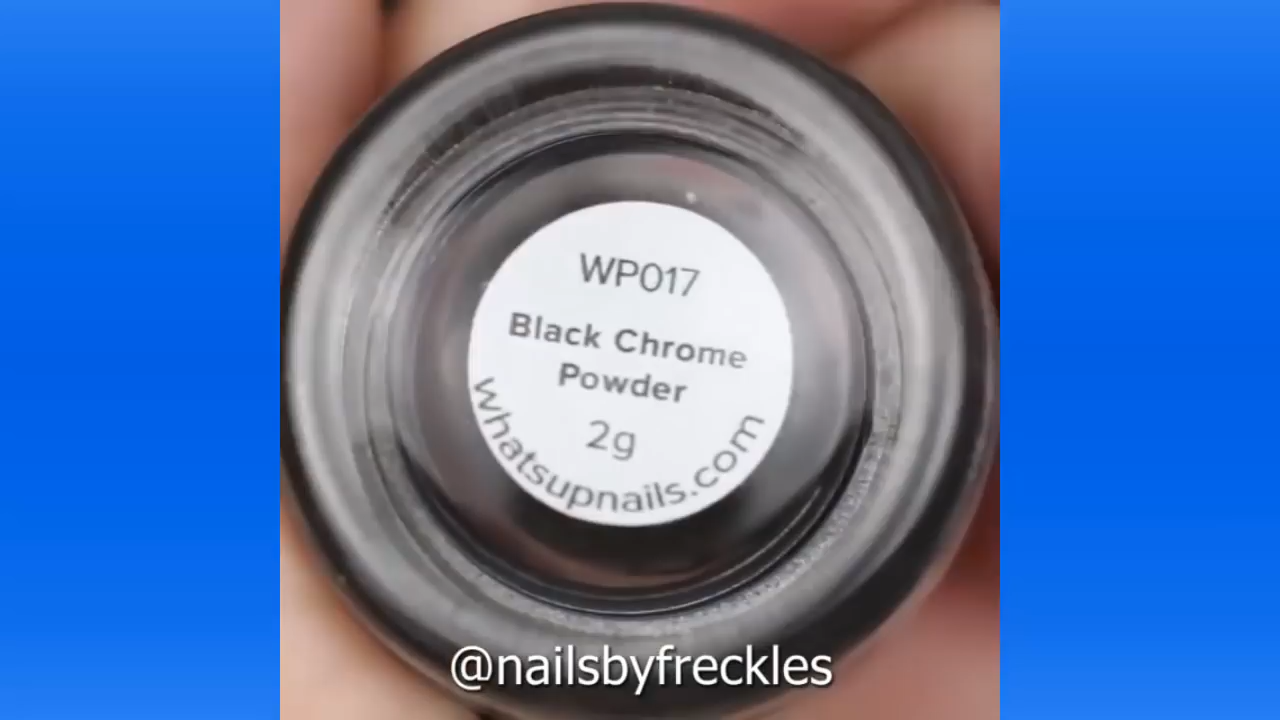 WP017
Black Chrome
Powder
2g
whatsupnails.com
@nailsbyfreckles